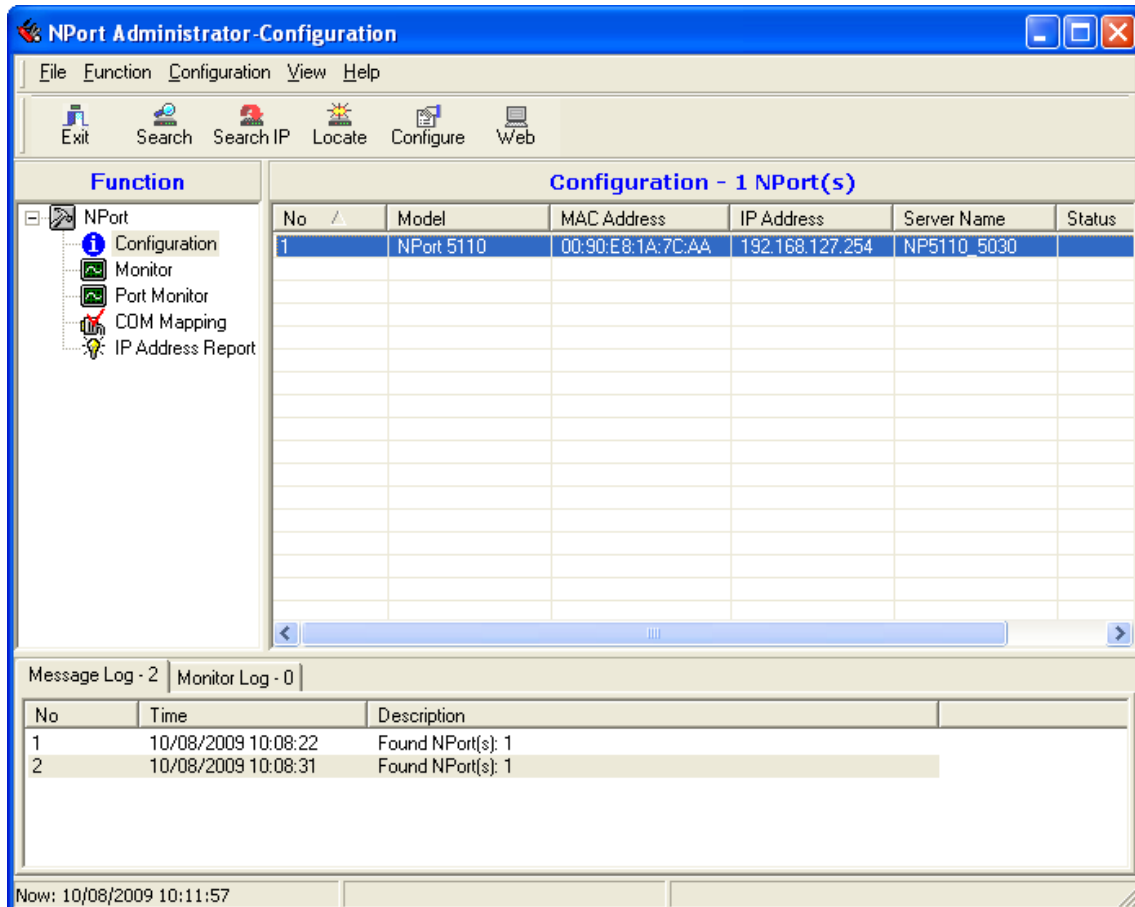 NPort Administrator-Configuration
File Function Configuration View Help
Exit Search Search IP Locate Configure Web
Function
Configuration - 1 NPort(s)
NPort
Configuration
Monitor
Port Monitor
COM Mapping
IP Address Report
No Model MAC Address IP Address Server Name Status
1 NPort 5110 00:90:E8:1A:7C:AA 192.168.127.254 NP5110_5030
Message Log - 2 Monitor Log - 0
No Time Description
1 10/08/2009 10:08:22 Found NPort(s): 1
2 10/08/2009 10:08:31 Found NPort(s): 1
Now: 10/08/2009 10:11:57